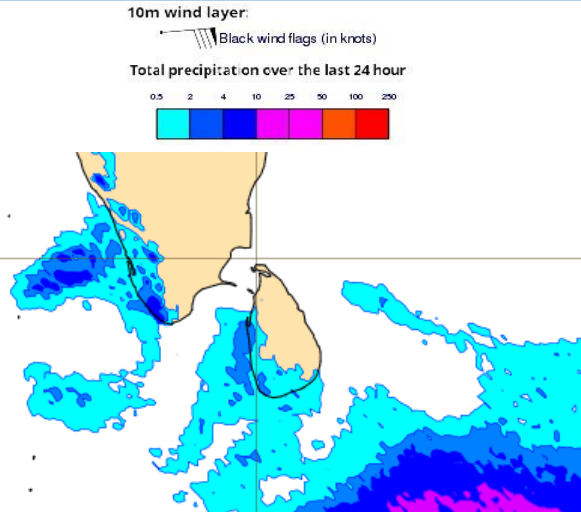 10m wind layer:
Black wind flags (in knots)
Total precipitation over the last 24 hour
0.5 2 4 10 25 50 100 250